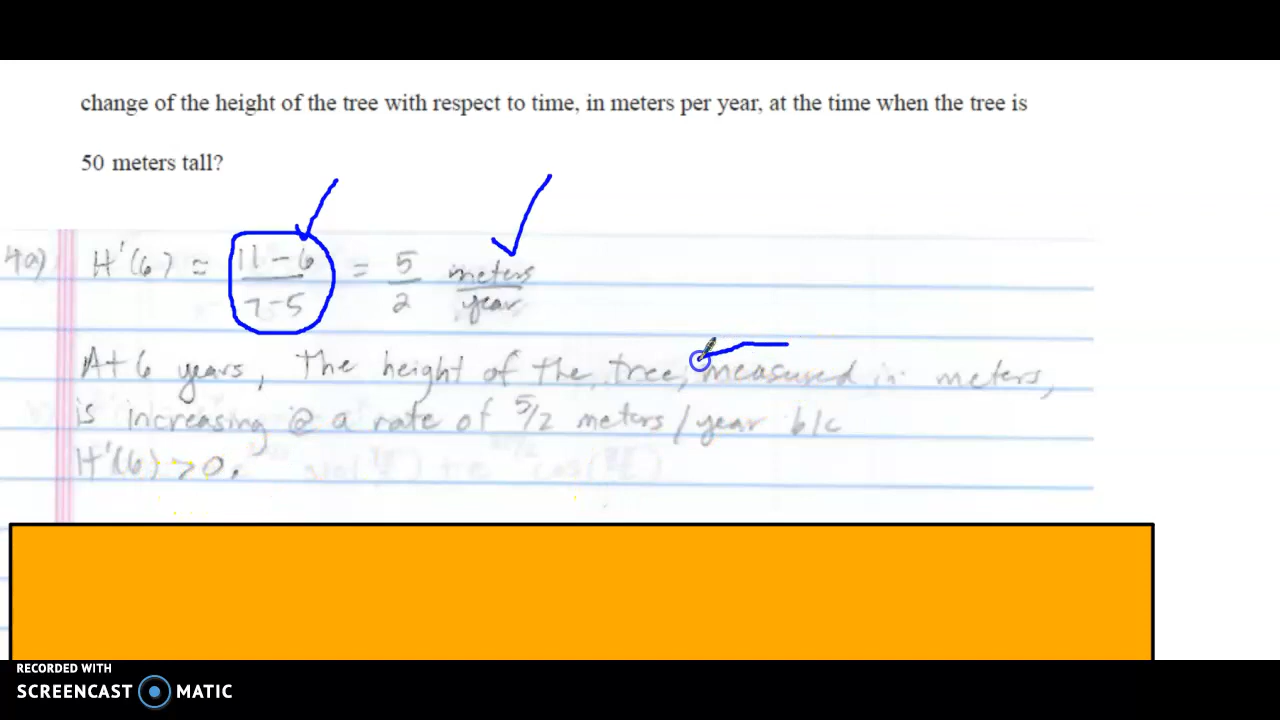 change of the height of the tree with respect to time, in meters per year, at the time when the tree is
50 meters tall?
4a) H'(6) ≈ 11-6 / 7-5 = 5/2 meters/year
At 6 years, The height of the tree, measured in meters,
is increasing @ a rate of 5/2 meters/year b/c
H'(6) > 0.
RECORDED WITH
SCREENCAST MATIC